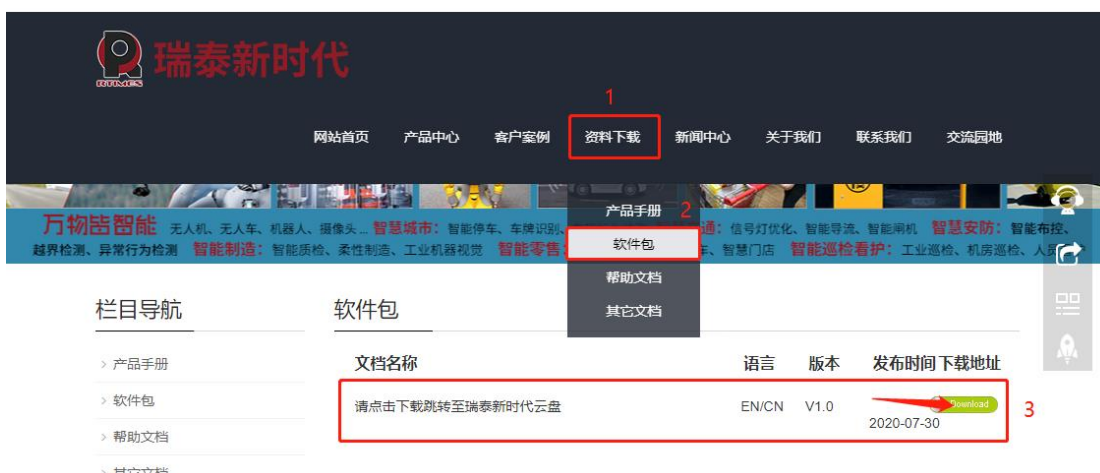 RTIMES
瑞泰新时代
1
网站首页 产品中心 客户案例 资料下载 新闻中心 关于我们 联系我们 交流园地
产品手册 2
万物皆智能 无人机、无人车、机器人、摄像头... 智慧城市：智能停车、车牌识别、 通：信号灯优化、智能导流、智能闸机 智慧安防：智能布控、
软件包
越界检测、异常行为检测 智能制造：智能质检、柔性制造、工业机器视觉 智能零售： 、智慧门店 智能巡检看护：工业巡检、机房巡检、人员
帮助文档
其它文档
栏目导航
软件包
> 产品手册
> 软件包
> 帮助文档
> 其它文档
文档名称 语言 版本 发布时间 下载地址
请点击下载跳转至瑞泰新时代云盘 EN/CN V1.0 2020-07-30 Download
3